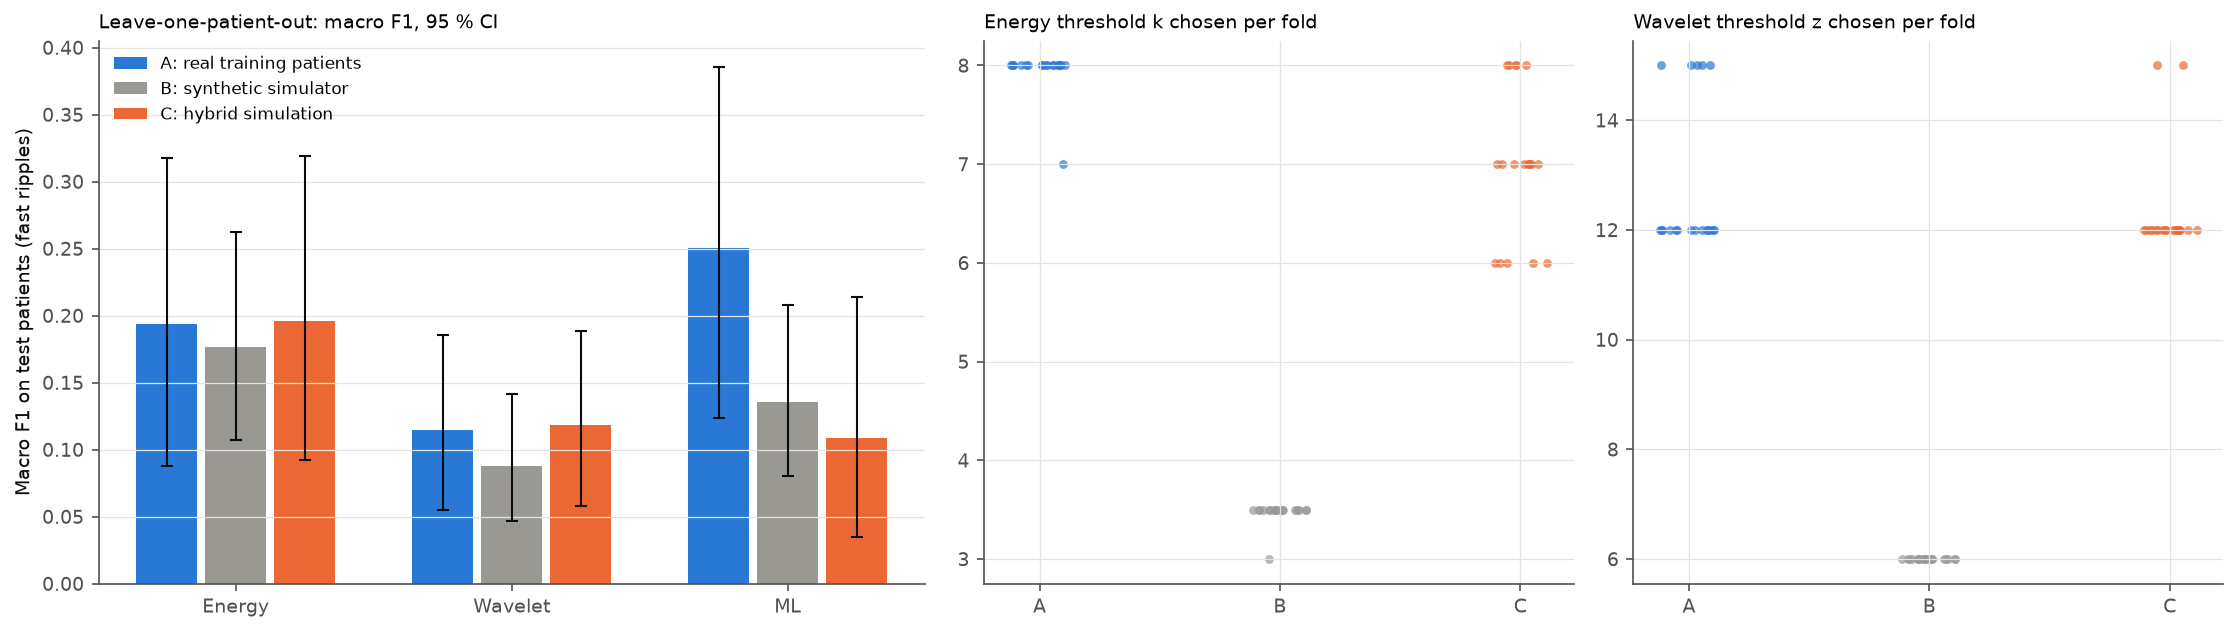 Leave-one-patient-out: macro F1, 95 % CI
Macro F1 on test patients (fast ripples)
0.40
0.35
0.30
0.25
0.20
0.15
0.10
0.05
0.00
A: real training patients
B: synthetic simulator
C: hybrid simulation
Energy
Wavelet
ML
Energy threshold k chosen per fold
8
7
6
5
4
3
A
B
C
Wavelet threshold z chosen per fold
14
12
10
8
6
A
B
C